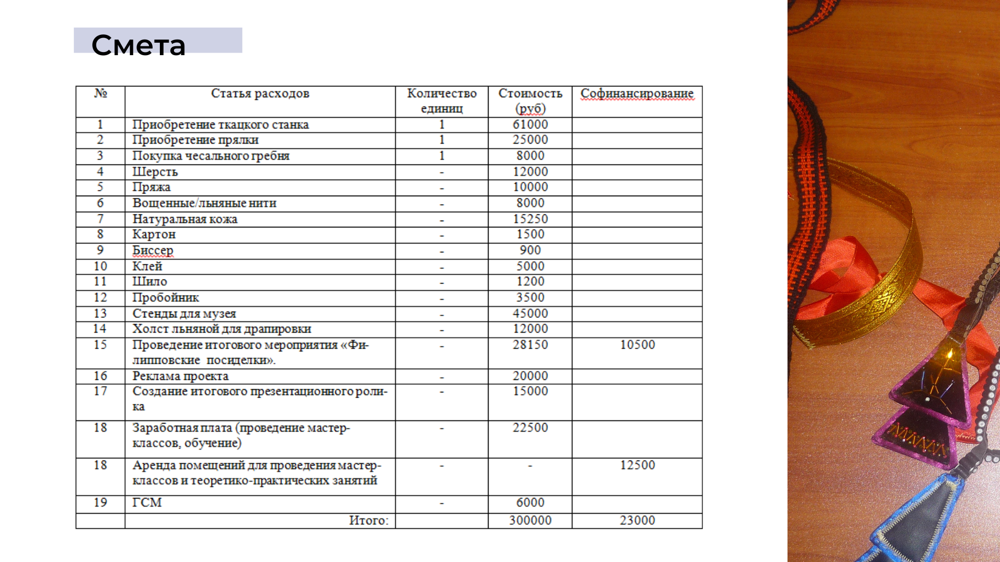 Смета
№ Статья расходов Количество единиц Стоимость (руб) Софинансирование
1 Приобретение ткацкого станка 1 61000
2 Приобретение прялки 1 25000
3 Покупка чесального гребня 1 8000
4 Шерсть - 12000
5 Пряжа - 10000
6 Вощенные/льняные нити - 8000
7 Натуральная кожа - 15250
8 Картон - 1500
9 Биссер - 900
10 Клей - 5000
11 Шило - 1200
12 Пробойник - 3500
13 Стенды для музея - 45000
14 Холст льняной для драпировки - 12000
15 Проведение итогового мероприятия «Фи- - 28150 10500
липповские посиделки».
16 Реклама проекта - 20000
17 Создание итогового презентационного роли- - 15000
ка
18 Заработная плата (проведение мастер- - 22500
классов, обучение)
18 Аренда помещений для проведения мастер- - - 12500
классов и теоретико-практических занятий
19 ГСМ - 6000
Итого: 300000 23000